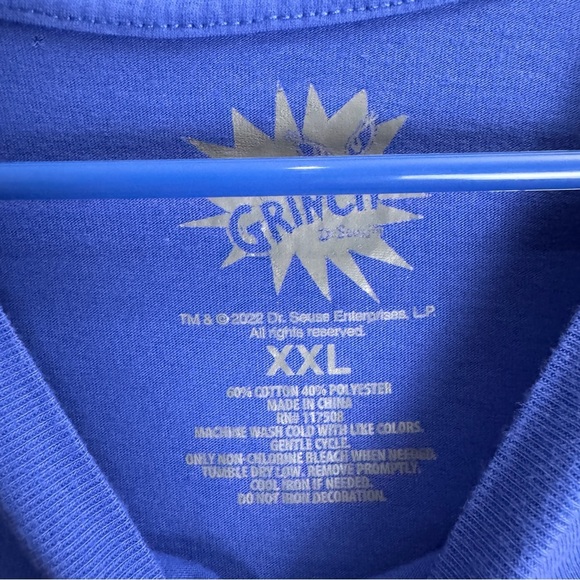 GRINCH
Dr. Seuss
TM & © 2022 Dr. Seuss Enterprises, L.P.
All rights reserved.
XXL
60% COTTON 40% POLYESTER
MADE IN CHINA
RN# 117508
MACHINE WASH COLD WITH LIKE COLORS.
GENTLE CYCLE.
ONLY NON-CHLORINE BLEACH WHEN NEEDED.
TUMBLE DRY LOW. REMOVE PROMPTLY.
COOL IRON IF NEEDED.
DO NOT IRON DECORATION.